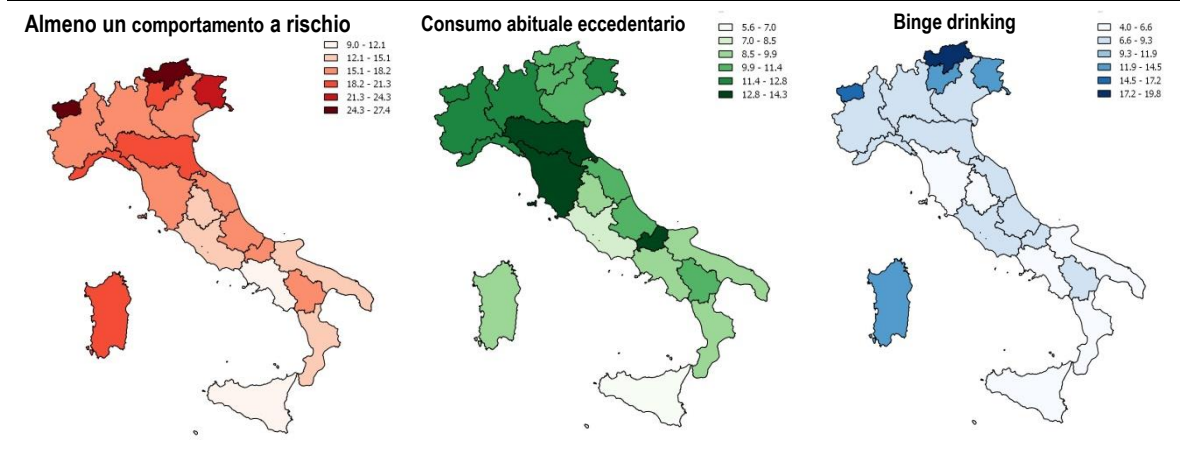 Almeno un comportamento a rischio
9.0 - 12.1
12.1 - 15.1
15.1 - 18.2
18.2 - 21.3
21.3 - 24.3
24.3 - 27.4
Consumo abituale eccedentario
5.6 - 7.0
7.0 - 8.5
8.5 - 9.9
9.9 - 11.4
11.4 - 12.8
12.8 - 14.3
Binge drinking
4.0 - 6.6
6.6 - 9.3
9.3 - 11.9
11.9 - 14.5
14.5 - 17.2
17.2 - 19.8